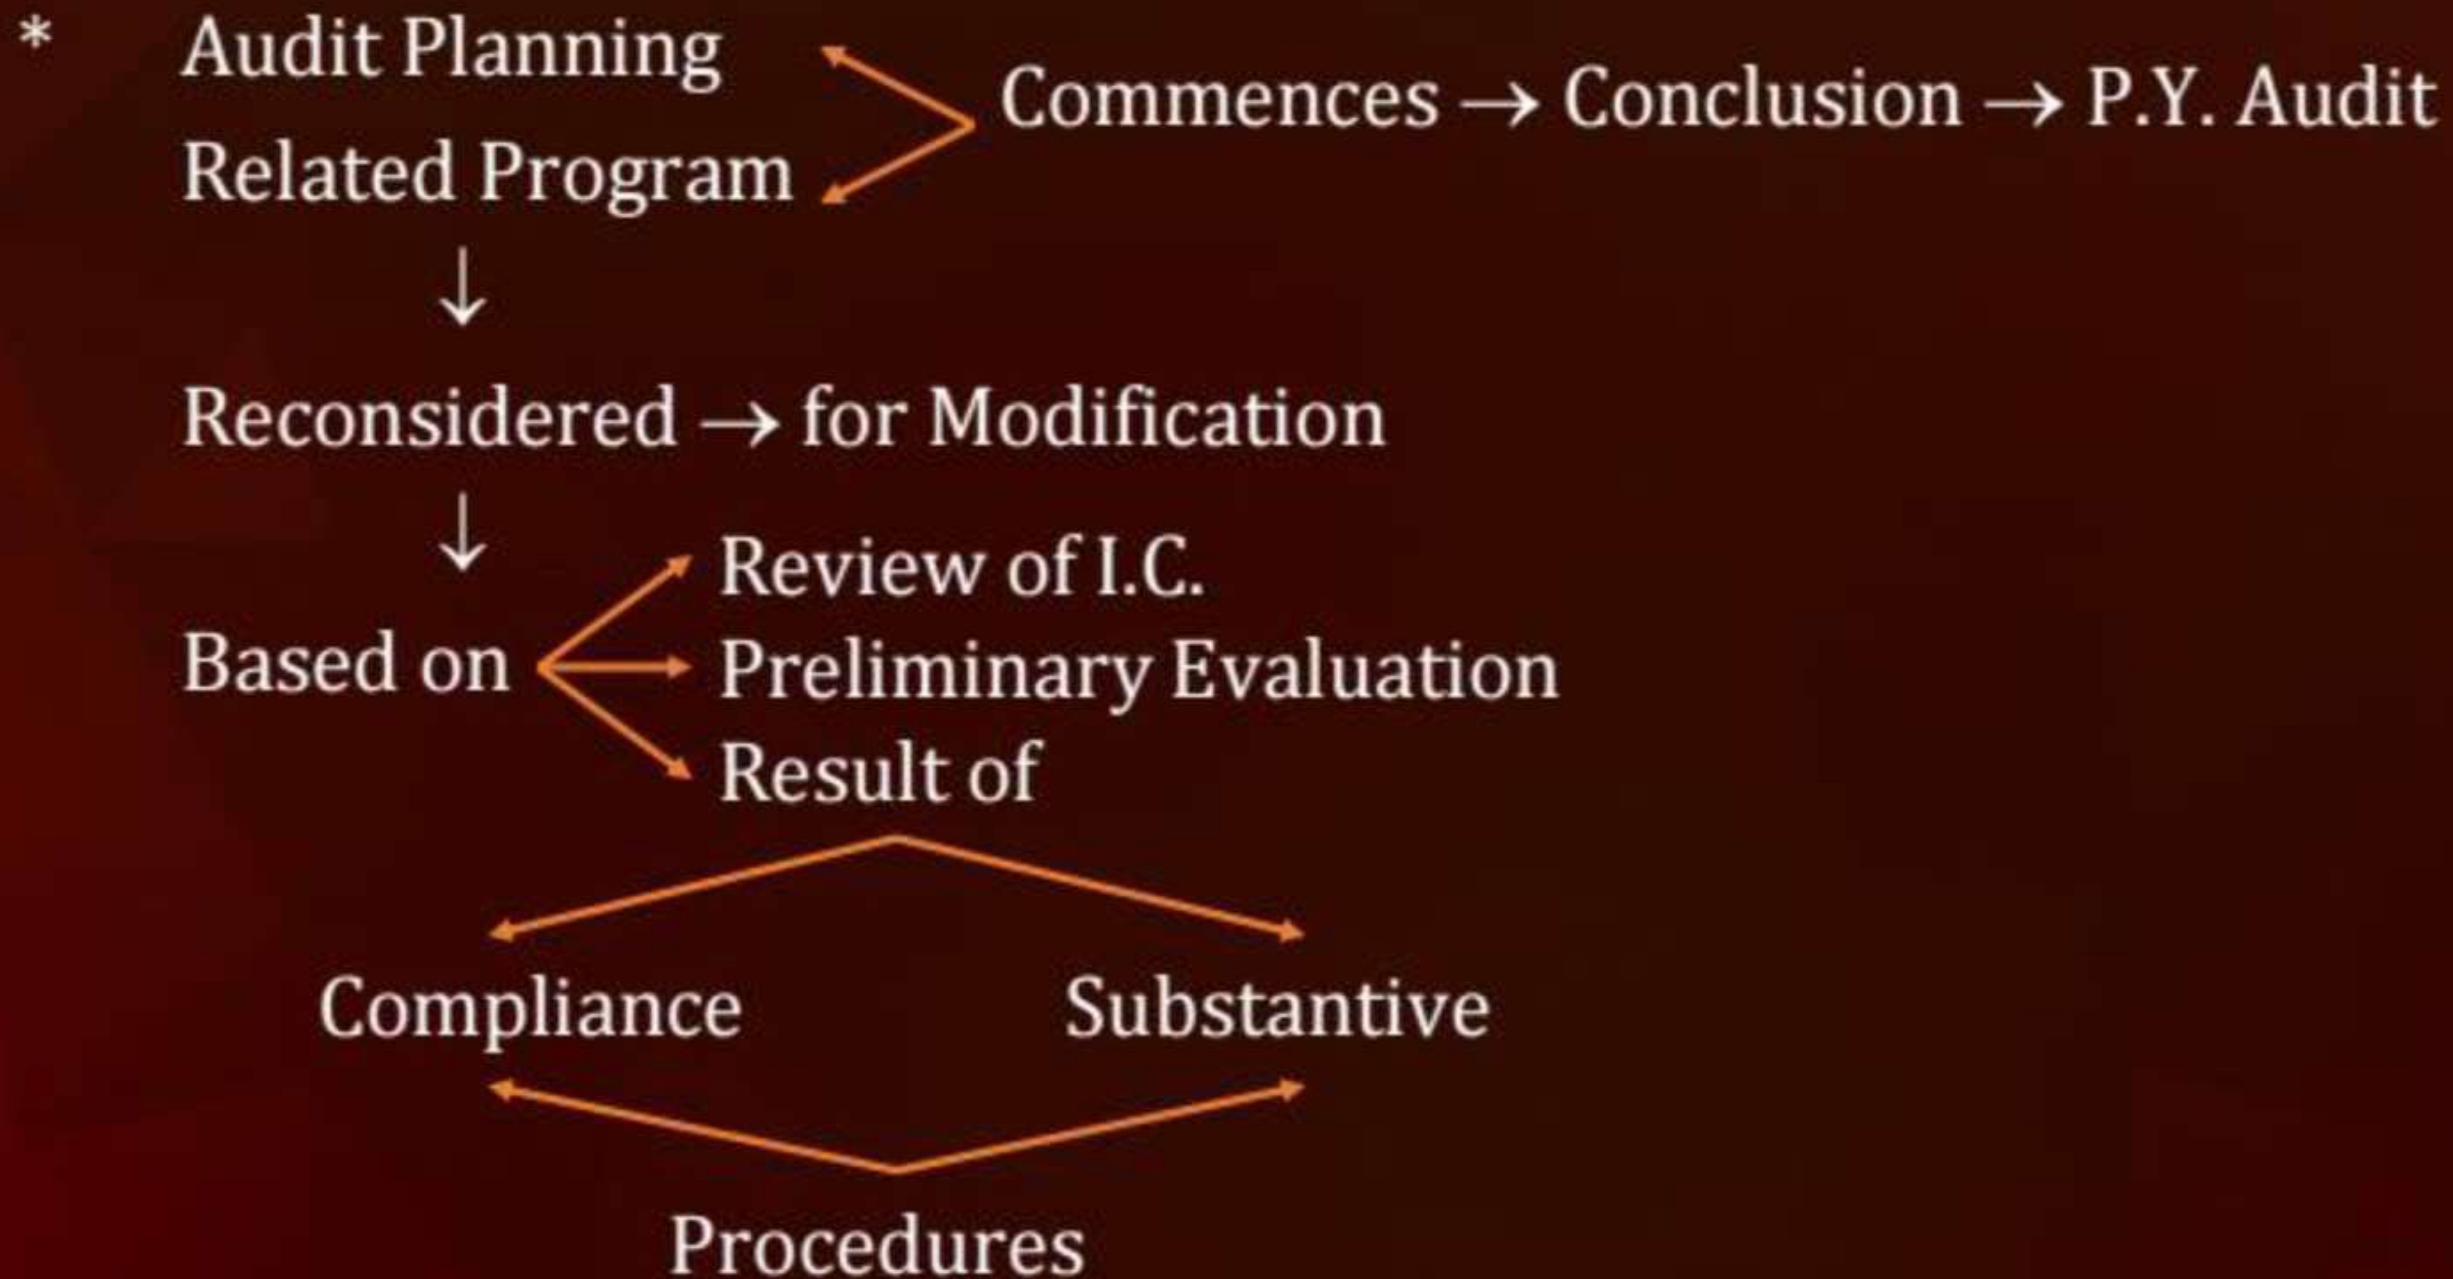 * Audit Planning
Commences → Conclusion → P.Y. Audit
Related Program
↓
Reconsidered → for Modification
↓
Review of I.C.
Based on
Preliminary Evaluation
Result of
Compliance Substantive
Procedures